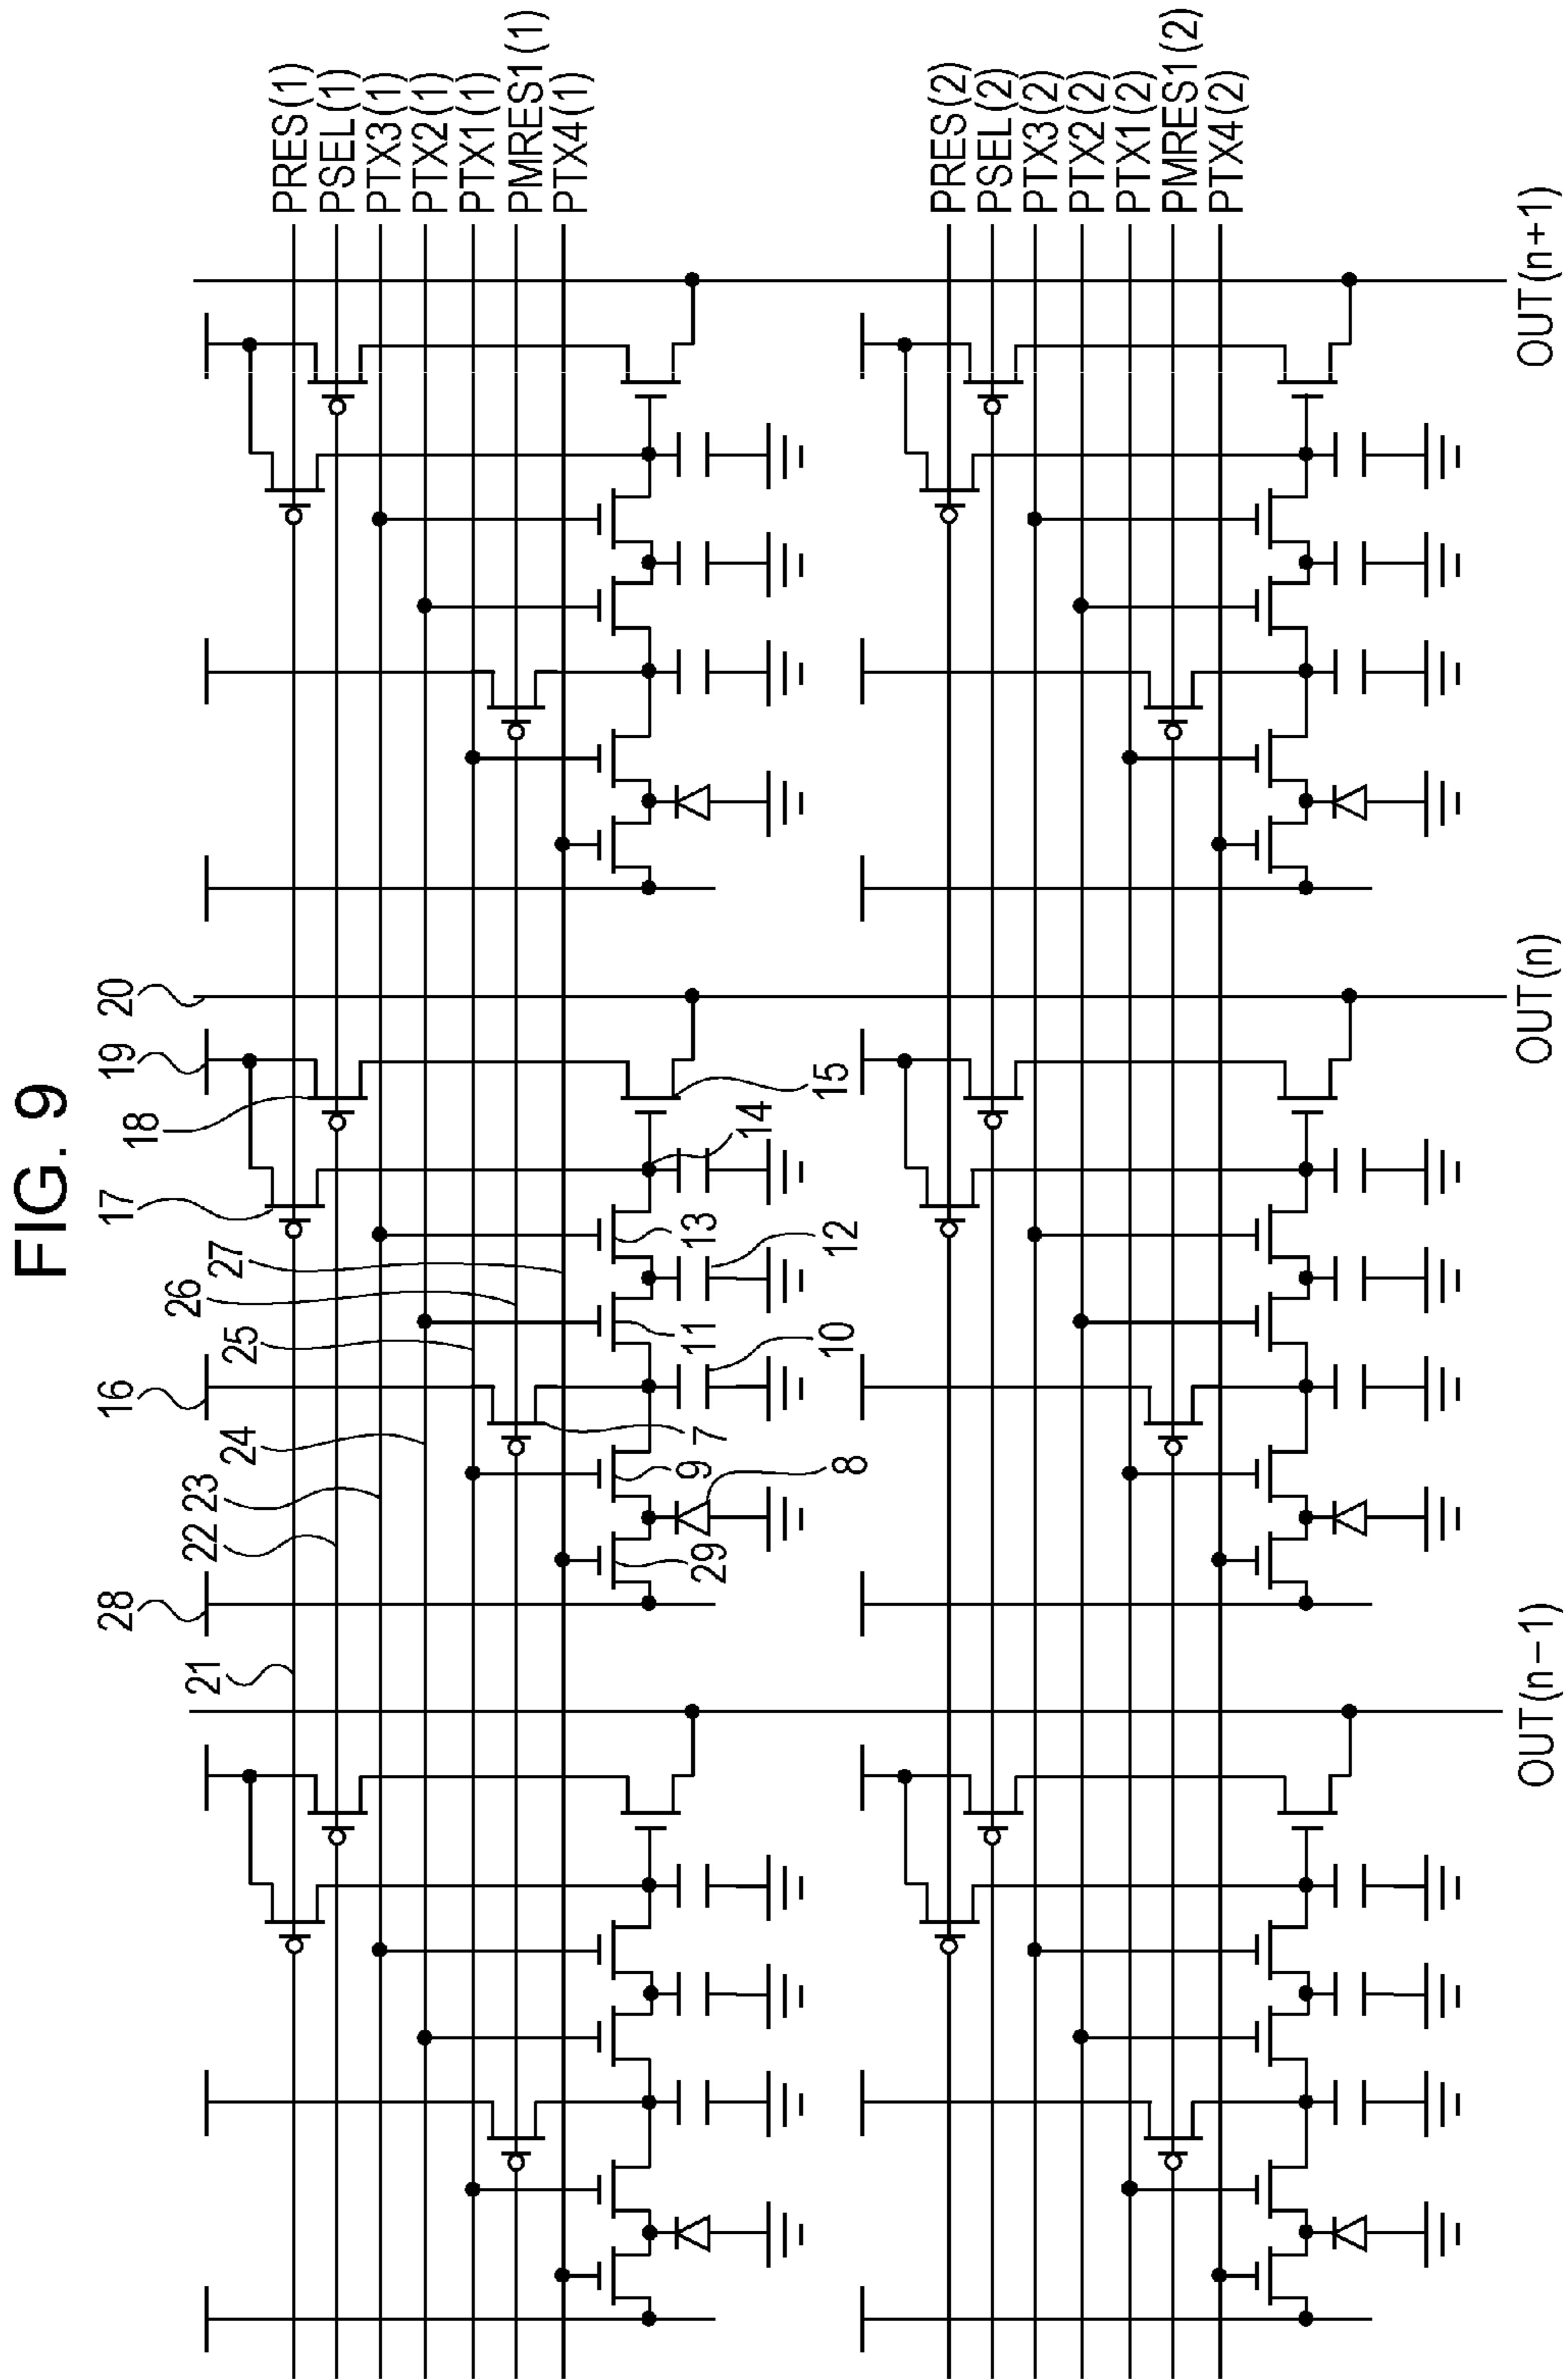 FIG. 9
28
16
19
20
21
22
23
24
25
26
27
17
18
PRES(1)
PSEL(1)
PTX3(1)
PTX2(1)
PTX1(1)
PMRES1(1)
PTX4(1)
29
9
7
11
13
14
15
8
10
12
PRES(2)
PSEL(2)
PTX3(2)
PTX2(2)
PTX1(2)
PMRES1(2)
PTX4(2)
OUT(n−1)
OUT(n)
OUT(n+1)